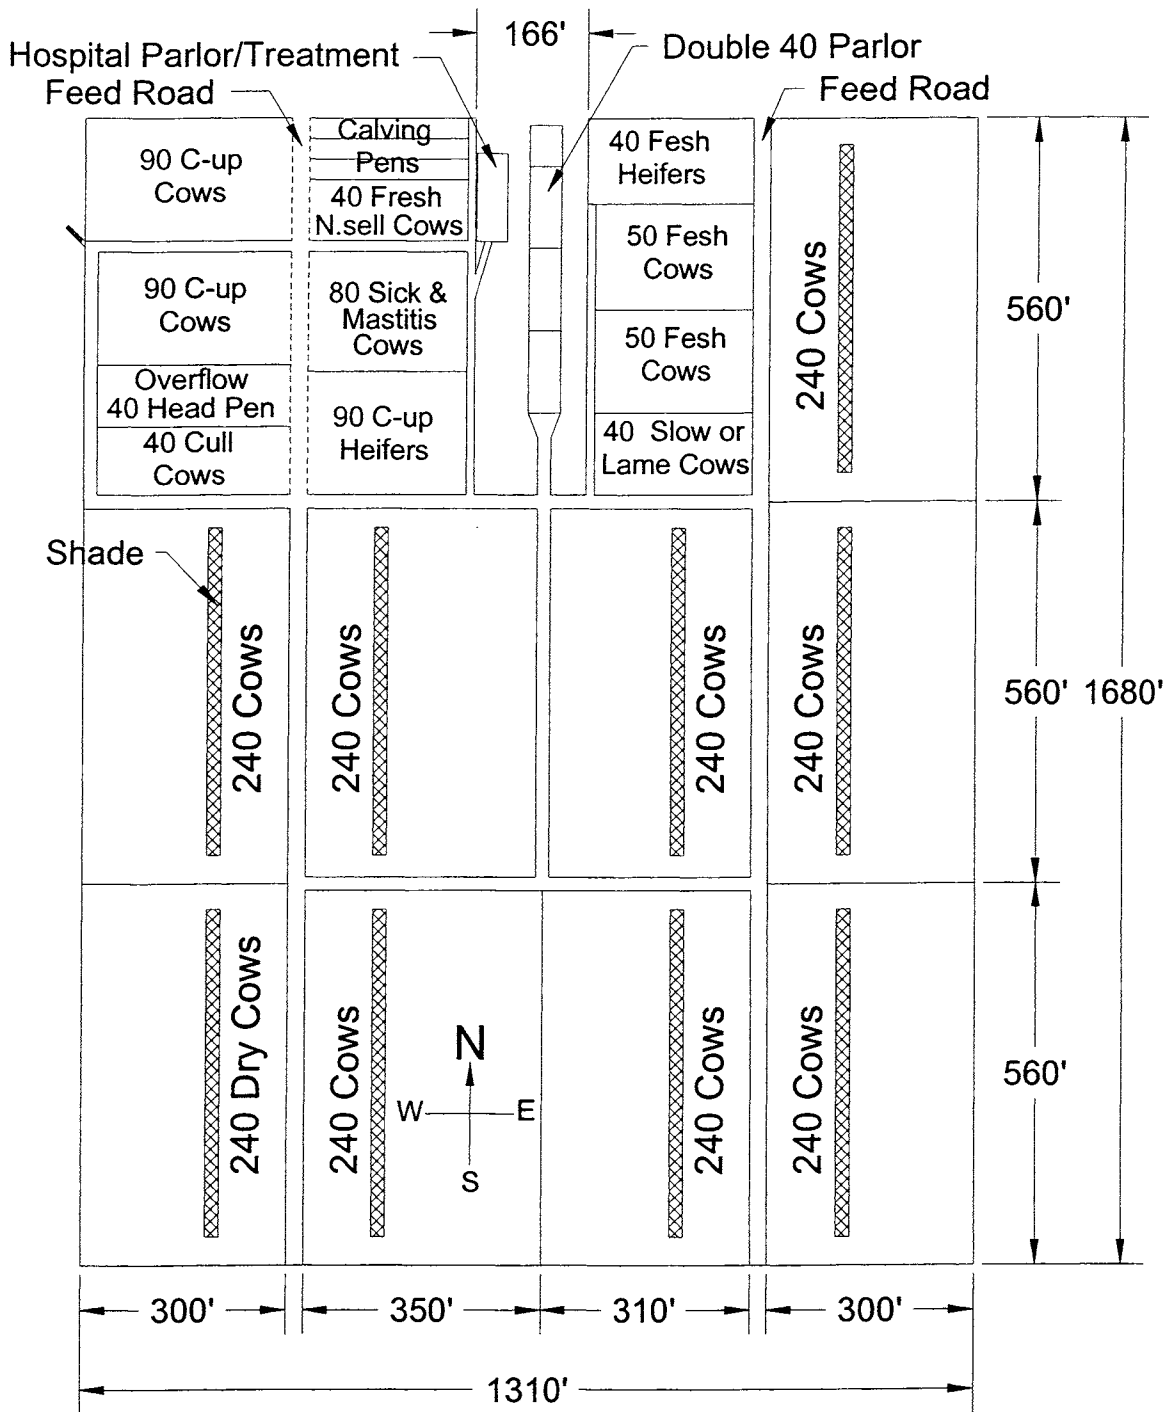 166'
Hospital Parlor/Treatment
Double 40 Parlor
Feed Road
Feed Road
90 C-up
Cows
Calving
Pens
40 Fresh
N.sell Cows
40 Fesh
Heifers
90 C-up
Cows
80 Sick &
Mastitis
Cows
50 Fesh
Cows
240 Cows
560'
50 Fesh
Cows
Overflow
40 Head Pen
40 Cull
Cows
90 C-up
Heifers
40 Slow or
Lame Cows
Shade
240 Cows
240 Cows
240 Cows
240 Cows
560'
1680'
240 Dry Cows
240 Cows
N
W
E
S
240 Cows
240 Cows
560'
300'
350'
310'
300'
1310'